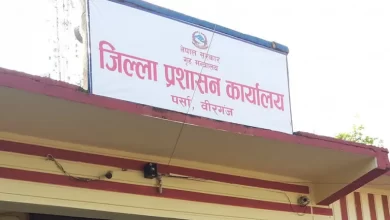 नेपाल सरकार
गृह मन्त्रालय
जिल्ला प्रशासन कार्यालय
पर्सा, वीरगंज